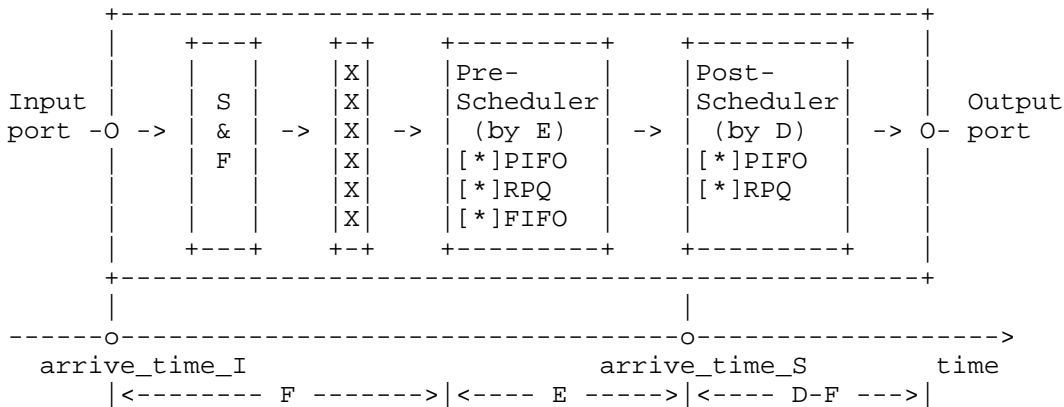 +-------------------------------------------------------+
      |     +---+     +-+     +---------+     +---------+     |
      |     |   |     |X|     |Pre-     |     |Post-    |     |
Input |     | S |     |X|     |Scheduler|     |Scheduler|     |  Output
port -O ->  | & | ->  |X| ->  | (by E)  | ->  | (by D)  | ->  O- port
      |     | F |     |X|     |[*]PIFO  |     |[*]PIFO  |     |
      |     |   |     |X|     |[*]RPQ   |     |[*]RPQ   |     |
      |     |   |     |X|     |[*]FIFO  |     |         |     |
      |     +---+     +-+     +---------+     +---------+     |
      +-------------------------------------------------------+
      |                                       |
------o---------------------------------------o-------------------->
  arrive_time_I                         arrive_time_S         time
      |<-------- F ------->|<---- E ----->|<---- D-F --->|